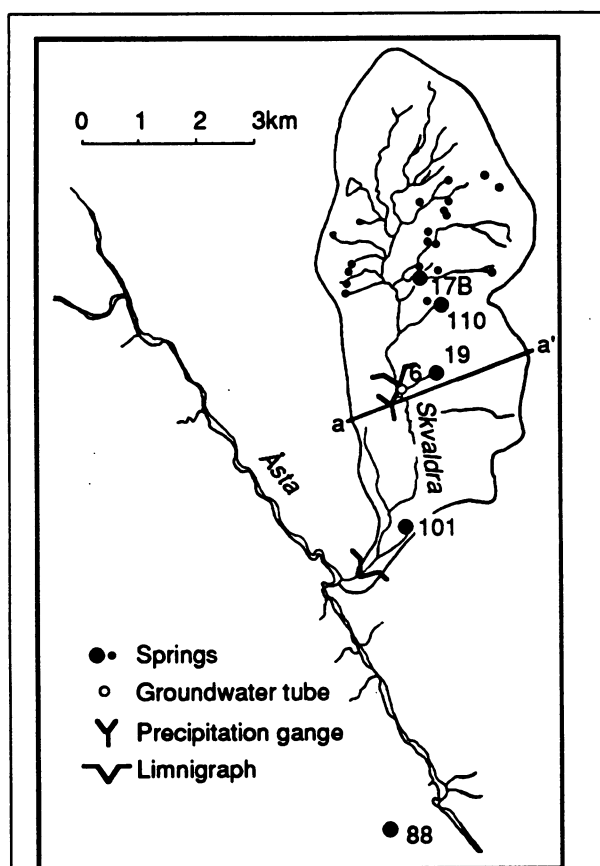 0 1 2 3km
17B
110
19
a'
6
a
Skvaldra
Åsta
101
Springs
Groundwater tube
Precipitation gange
Limnigraph
88